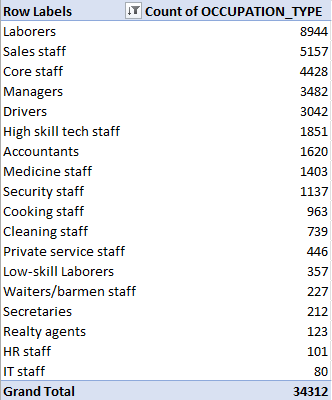 Row Labels Count of OCCUPATION_TYPE
Laborers 8944
Sales staff 5157
Core staff 4428
Managers 3482
Drivers 3042
High skill tech staff 1851
Accountants 1620
Medicine staff 1403
Security staff 1137
Cooking staff 963
Cleaning staff 739
Private service staff 446
Low-skill Laborers 357
Waiters/barmen staff 227
Secretaries 212
Realty agents 123
HR staff 101
IT staff 80
Grand Total 34312